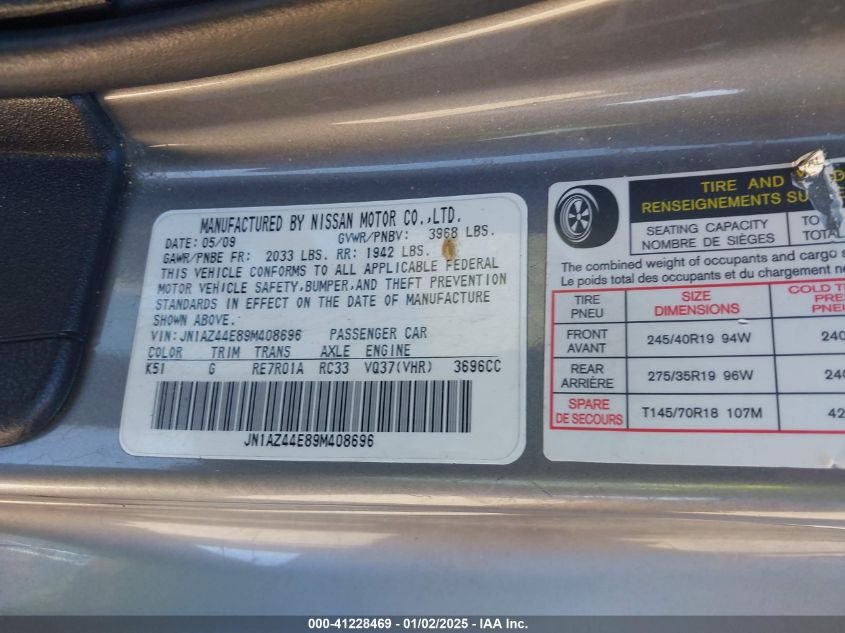 MANUFACTURED BY NISSAN MOTOR CO.,LTD.
DATE: 05/09 GVWR/PNBV: 3968 LBS.
GAWR/PNBE FR: 2033 LBS. RR: 1942 LBS.
THIS VEHICLE CONFORMS TO ALL APPLICABLE FEDERAL
MOTOR VEHICLE SAFETY,BUMPER,AND THEFT PREVENTION
STANDARDS IN EFFECT ON THE DATE OF MANUFACTURE
SHOWN ABOVE.
VIN: JN1AZ44E89M408696 PASSENGER CAR
COLOR TRIM TRANS AXLE ENGINE
K51 G RE7R01A RC33 VQ37(VHR) 3696CC
JN1AZ44E89M408696
TIRE AND
RENSEIGNEMENTS
SEATING CAPACITY
NOMBRE DE SIÈGES
TO
TOTAL
The combined weight of occupants and cargo
Le poids total des occupants et du chargement
TIRE SIZE COLD
PNEU DIMENSIONS
FRONT
AVANT 245/40R19 94W 240
REAR
ARRIÈRE 275/35R19 96W 240
SPARE
DE SECOURS T145/70R18 107M 42
000-41228469 - 01/02/2025 - IAA Inc.